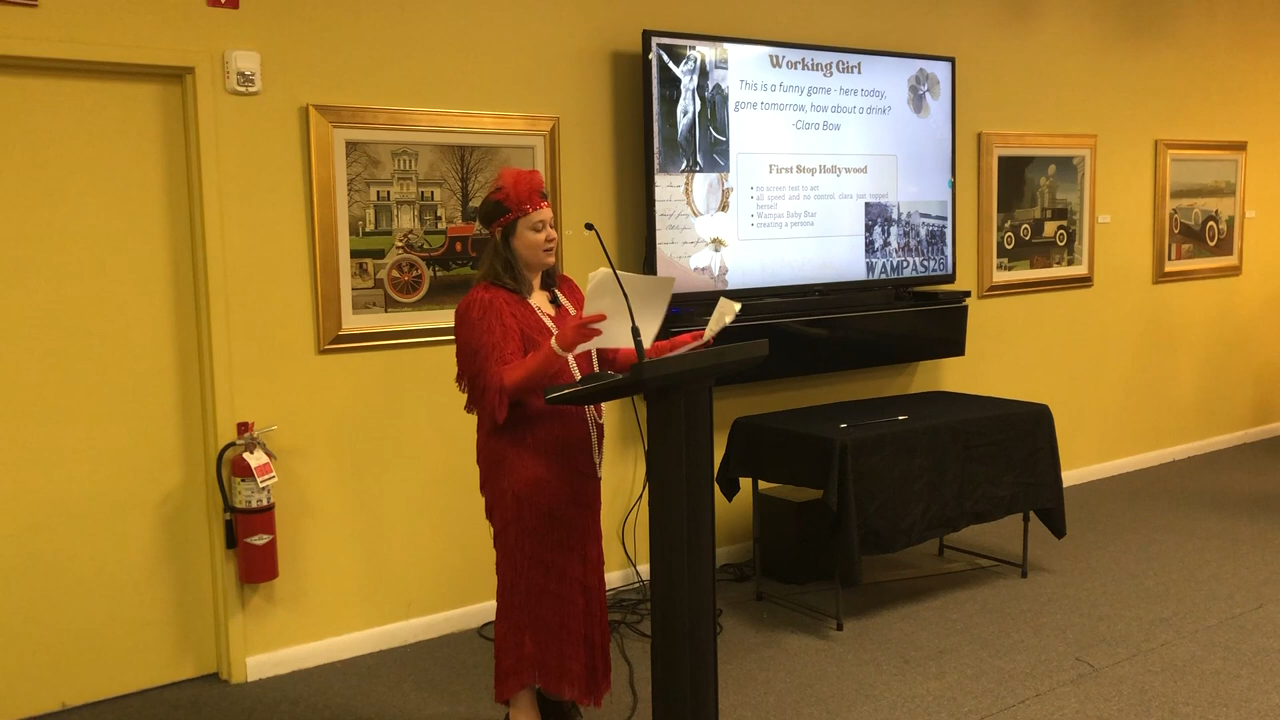 Working Girl
This is a funny game - here today,
gone tomorrow, how about a drink?
-Clara Bow
First Stop Hollywood
no screen test to act
all speed and no control clara just topped
herself
Wampas Baby Star
creating a persona
WAMPAS 26